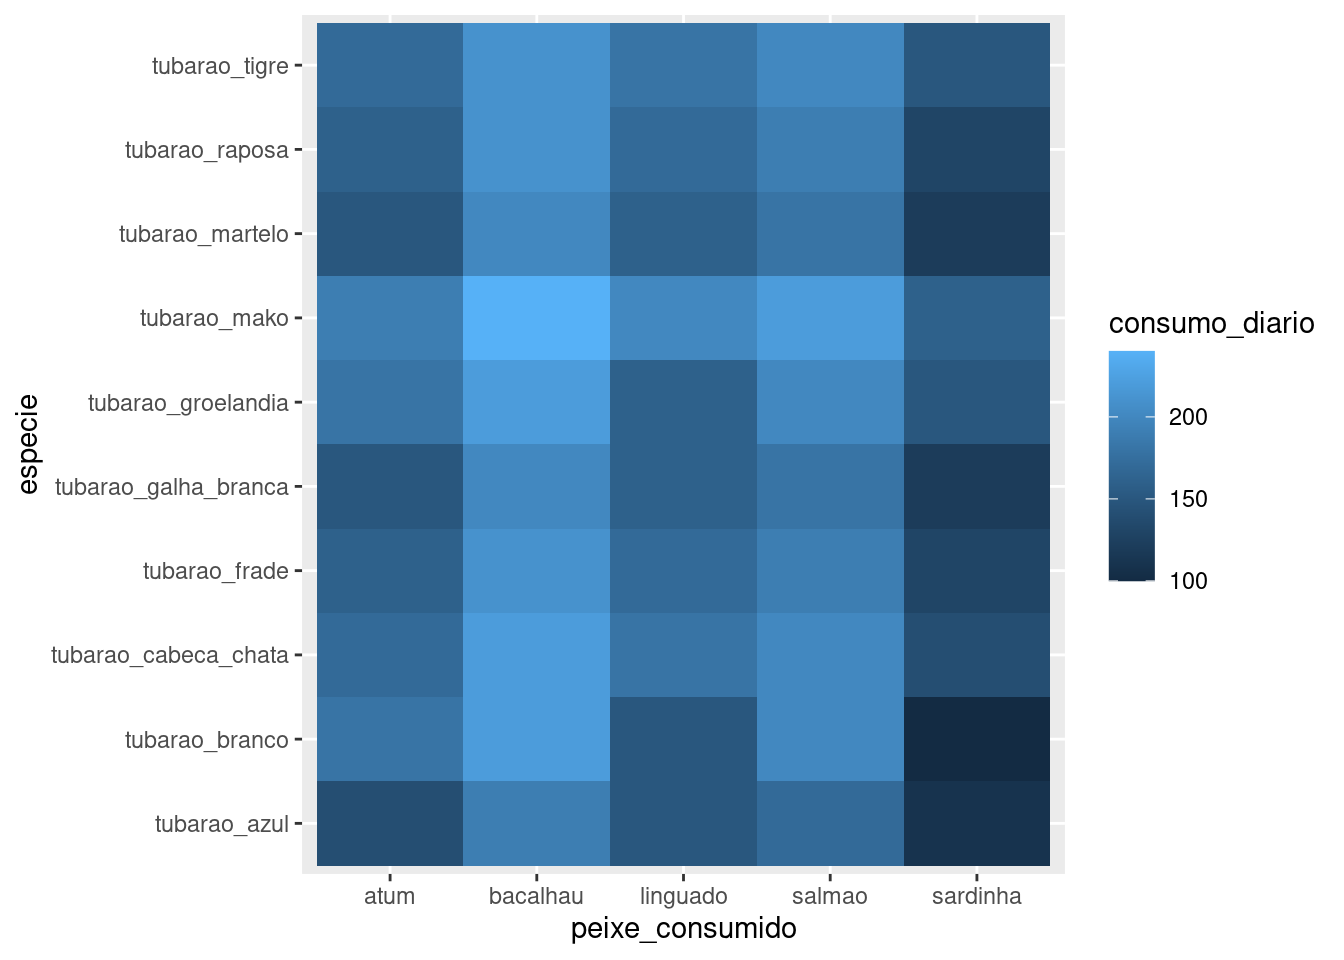 tubarao_tigre
tubarao_raposa
tubarao_martelo
tubarao_mako
tubarao_groelandia
tubarao_galha_branca
tubarao_frade
tubarao_cabeca_chata
tubarao_branco
tubarao_azul
especie
atum bacalhau linguado salmao sardinha
peixe_consumido
consumo_diario
200
150
100